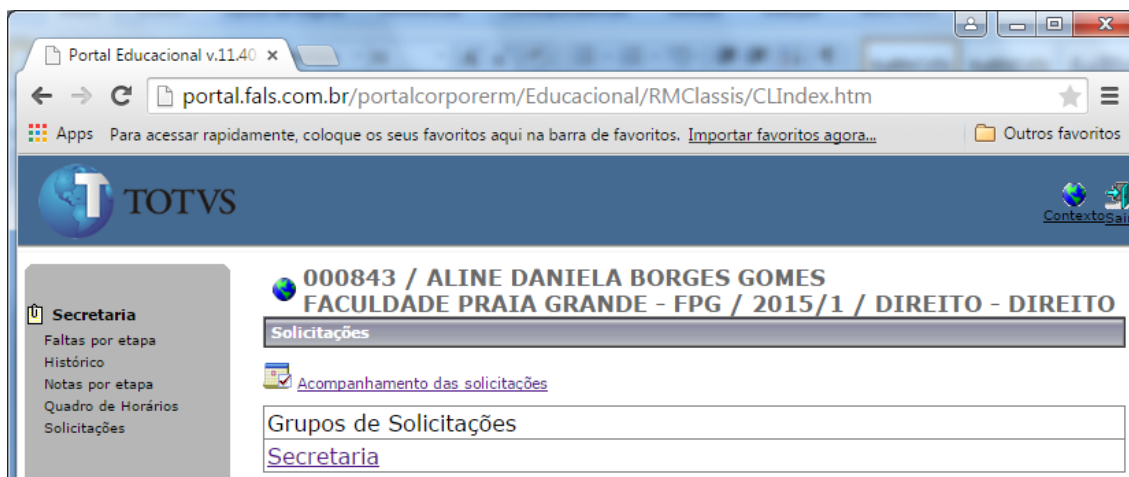 Portal Educacional v.11.40
portal.fals.com.br/portalcorporerm/Educacional/RMClassis/CLIndex.htm
Apps Para acessar rapidamente, coloque os seus favoritos aqui na barra de favoritos. Importar favoritos agora... Outros favoritos
TOTVS
Contexto Sair
000843 / ALINE DANIELA BORGES GOMES
FACULDADE PRAIA GRANDE - FPG / 2015/1 / DIREITO - DIREITO
Solicitações
Secretaria
Faltas por etapa
Histórico
Notas por etapa
Quadro de Horários
Solicitações
Acompanhamento das solicitações
Grupos de Solicitações
Secretaria